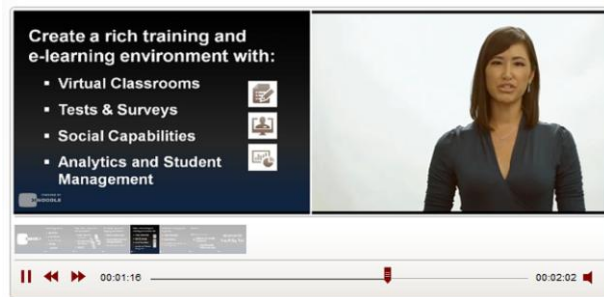 Create a rich training and
e-learning environment with:
▪ Virtual Classrooms
▪ Tests & Surveys
▪ Social Capabilities
▪ Analytics and Student
Management
00:01:16
00:02:02